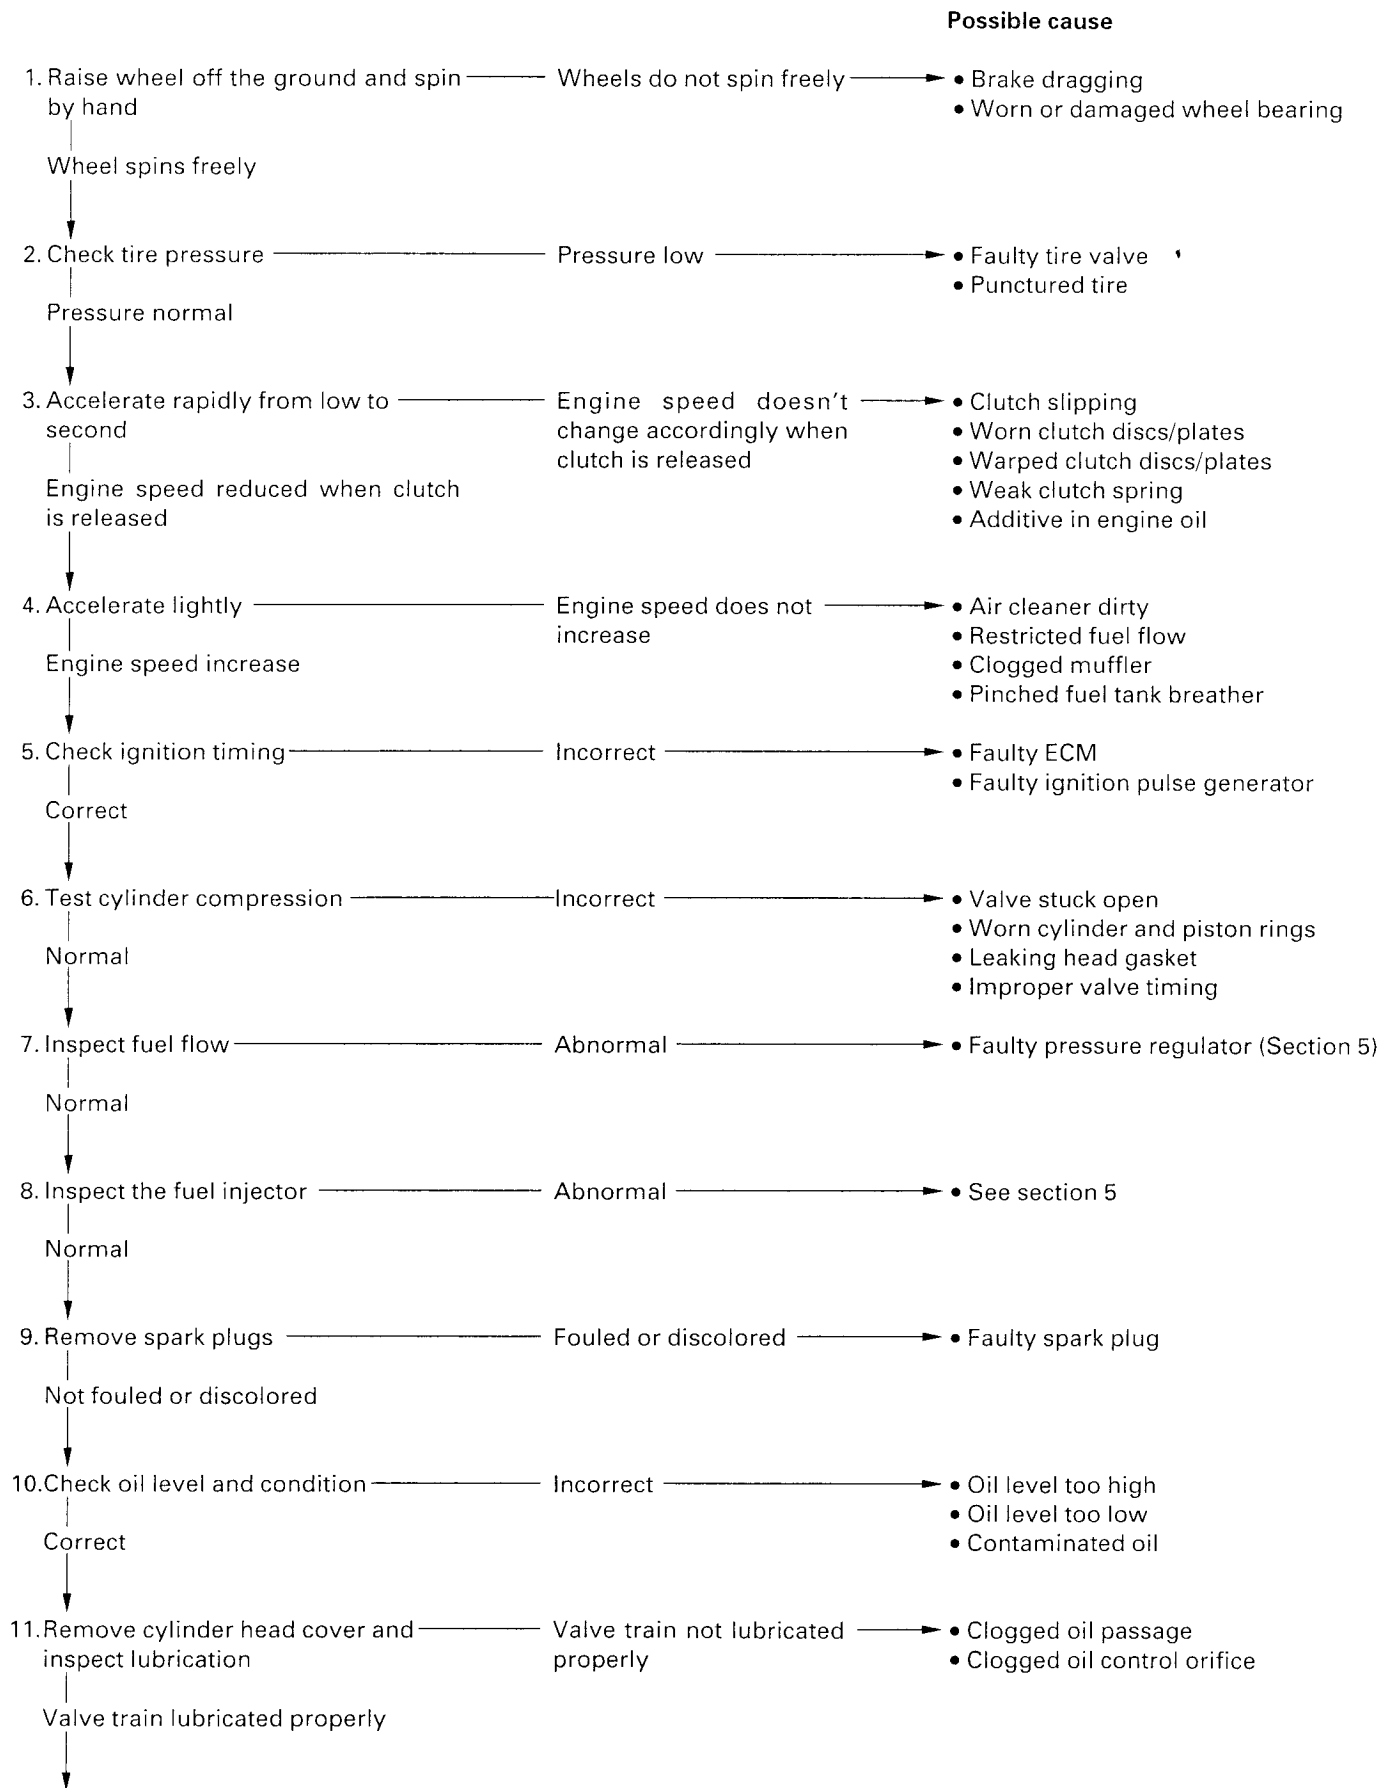 Possible cause
1. Raise wheel off the ground and spin by hand
Wheels do not spin freely
• Brake dragging
• Worn or damaged wheel bearing
Wheel spins freely
2. Check tire pressure
Pressure low
• Faulty tire valve
• Punctured tire
Pressure normal
3. Accelerate rapidly from low to
second
Engine speed doesn't
change accordingly when
clutch is released
• Clutch slipping
• Worn clutch discs/plates
• Warped clutch discs/plates
• Weak clutch spring
• Additive in engine oil
Engine speed reduced when clutch
is released
4. Accelerate lightly
Engine speed does not
increase
• Air cleaner dirty
• Restricted fuel flow
• Clogged muffler
• Pinched fuel tank breather
Engine speed increase
5. Check ignition timing
Incorrect
• Faulty ECM
• Faulty ignition pulse generator
Correct
6. Test cylinder compression
Incorrect
• Valve stuck open
• Worn cylinder and piston rings
• Leaking head gasket
• Improper valve timing
Normal
7. Inspect fuel flow
Abnormal
• Faulty pressure regulator (Section 5)
Normal
8. Inspect the fuel injector
Abnormal
• See section 5
Normal
9. Remove spark plugs
Fouled or discolored
• Faulty spark plug
Not fouled or discolored
10. Check oil level and condition
Incorrect
• Oil level too high
• Oil level too low
• Contaminated oil
Correct
11. Remove cylinder head cover and
inspect lubrication
Valve train not lubricated
properly
• Clogged oil passage
• Clogged oil control orifice
Valve train lubricated properly